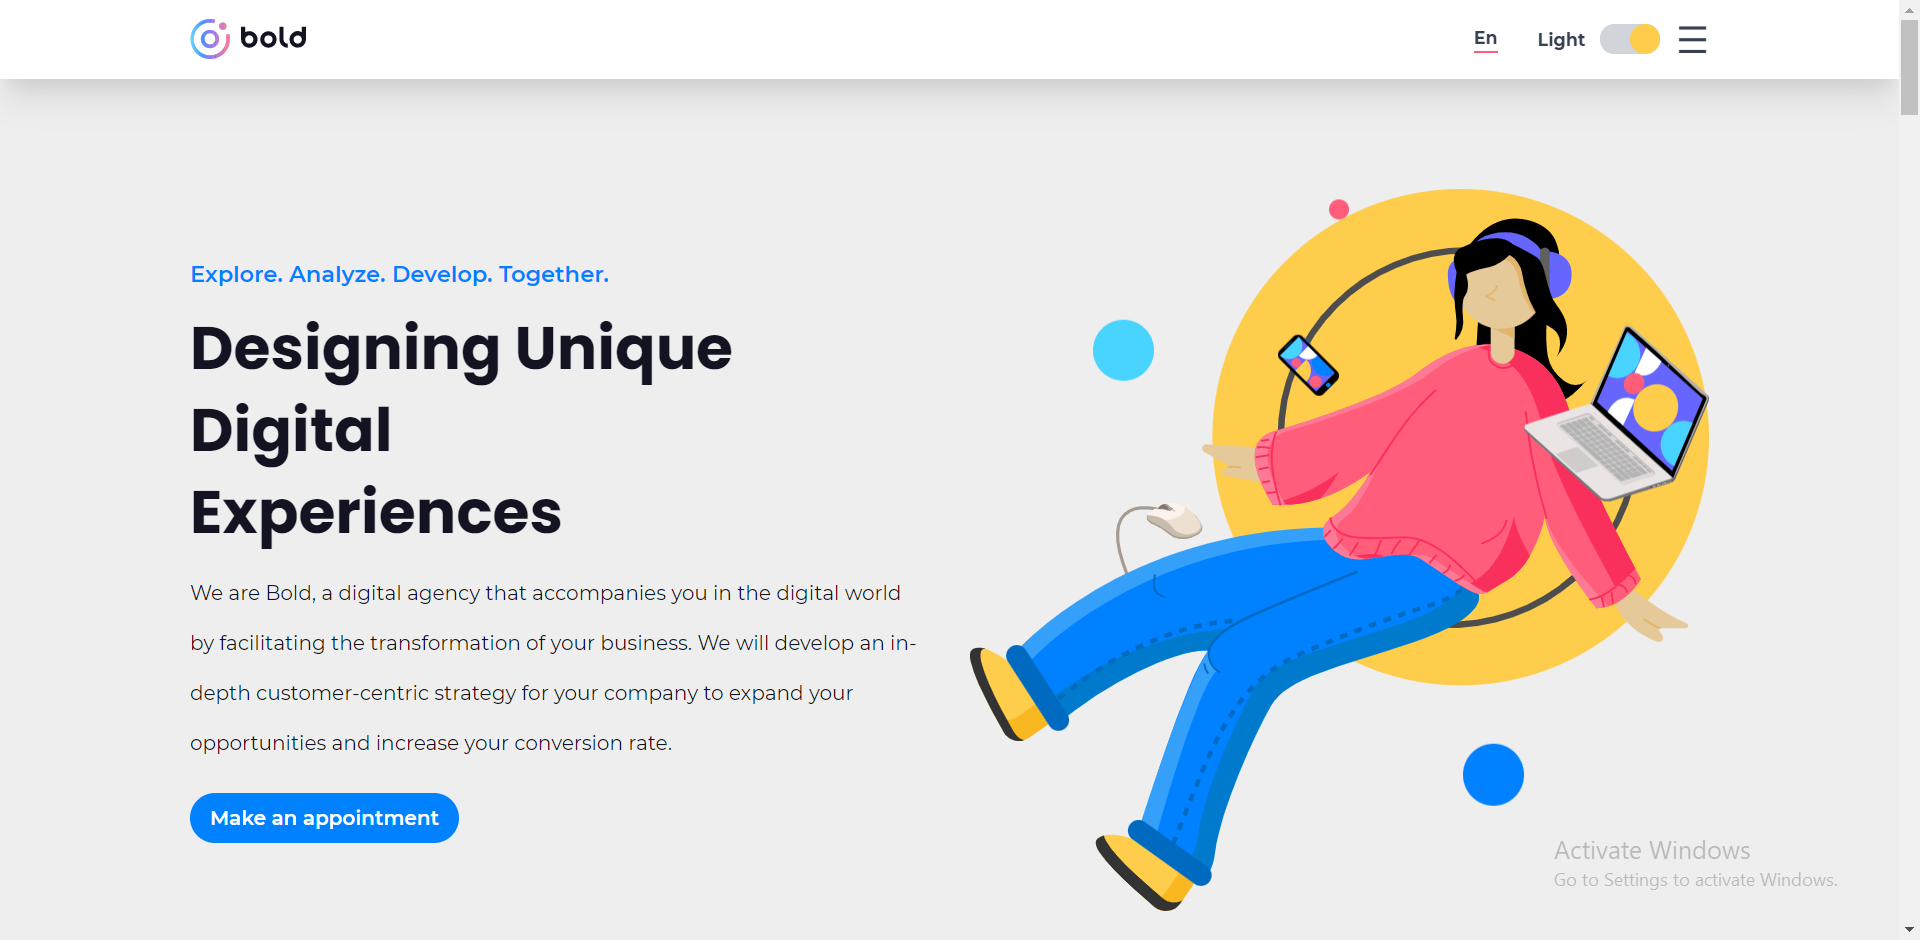 bold
En
Light
Explore. Analyze. Develop. Together.
Designing Unique
Digital
Experiences
We are Bold, a digital agency that accompanies you in the digital world
by facilitating the transformation of your business. We will develop an in-
depth customer-centric strategy for your company to expand your
opportunities and increase your conversion rate.
Make an appointment
Activate Windows
Go to Settings to activate Windows.